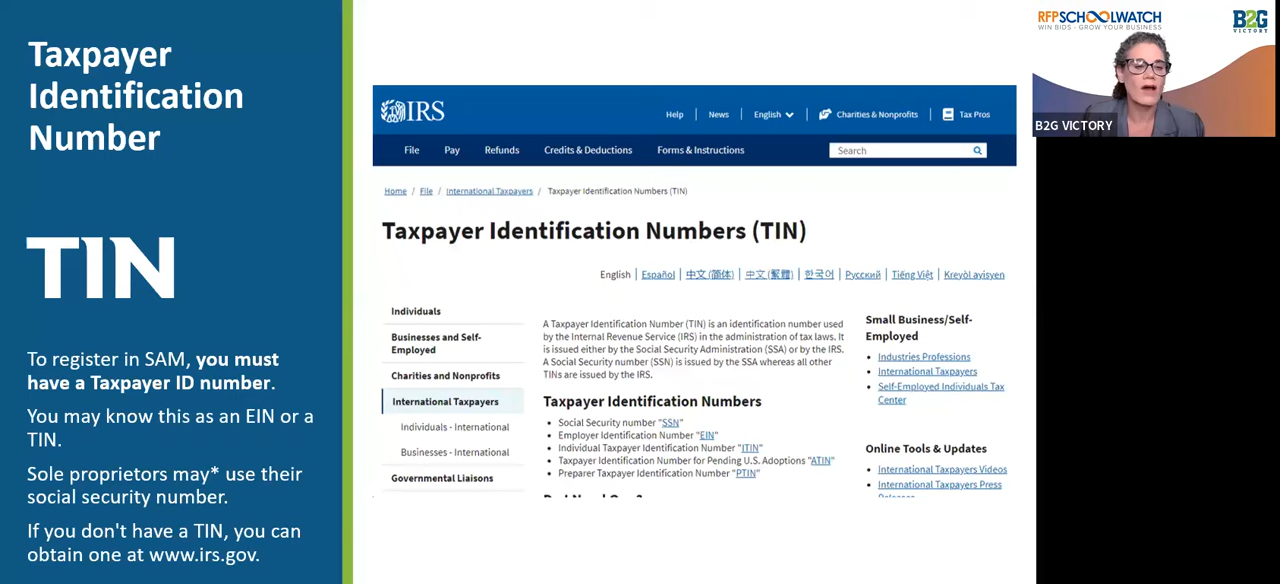 Taxpayer
Identification
Number
TIN
To register in SAM, you must
have a Taxpayer ID number.
You may know this as an EIN or a
TIN.
Sole proprietors may* use their
social security number.
If you don't have a TIN, you can
obtain one at www.irs.gov.
IRS
Help
News
English
Charities & Nonprofits
Tax Pros
File
Pay
Refunds
Credits & Deductions
Forms & Instructions
Search
Home / File / International Taxpayers / Taxpayer Identification Numbers (TIN)
Taxpayer Identification Numbers (TIN)
English | Español | 中文 (简体) | 中文 (繁體) | 한국어 | Русский | Tiếng Việt | Kreyòl ayisyen
Individuals
Businesses and Self-
Employed
Charities and Nonprofits
International Taxpayers
Individuals - International
Businesses - International
Governmental Liaisons
A Taxpayer Identification Number (TIN) is an identification number used
by the Internal Revenue Service (IRS) in the administration of tax laws. It
is issued either by the Social Security Administration (SSA) or by the IRS.
A Social Security number (SSN) is issued by the SSA whereas all other
TINs are issued by the IRS.
Taxpayer Identification Numbers
• Social Security number "SSN"
• Employer Identification Number "EIN"
• Individual Taxpayer Identification Number "ITIN"
• Taxpayer Identification Number for Pending U.S. Adoptions "ATIN"
• Preparer Taxpayer Identification Number "PTIN"
Small Business/Self-
Employed
• Industries Professions
• International Taxpayers
• Self-Employed Individuals Tax
Center
Online Tools & Updates
• International Taxpayers Videos
• International Taxpayers Press
RFPSCHOOLWATCH
WIN BIDS - GROW YOUR BUSINESS
B2G
VICTORY
B2G VICTORY